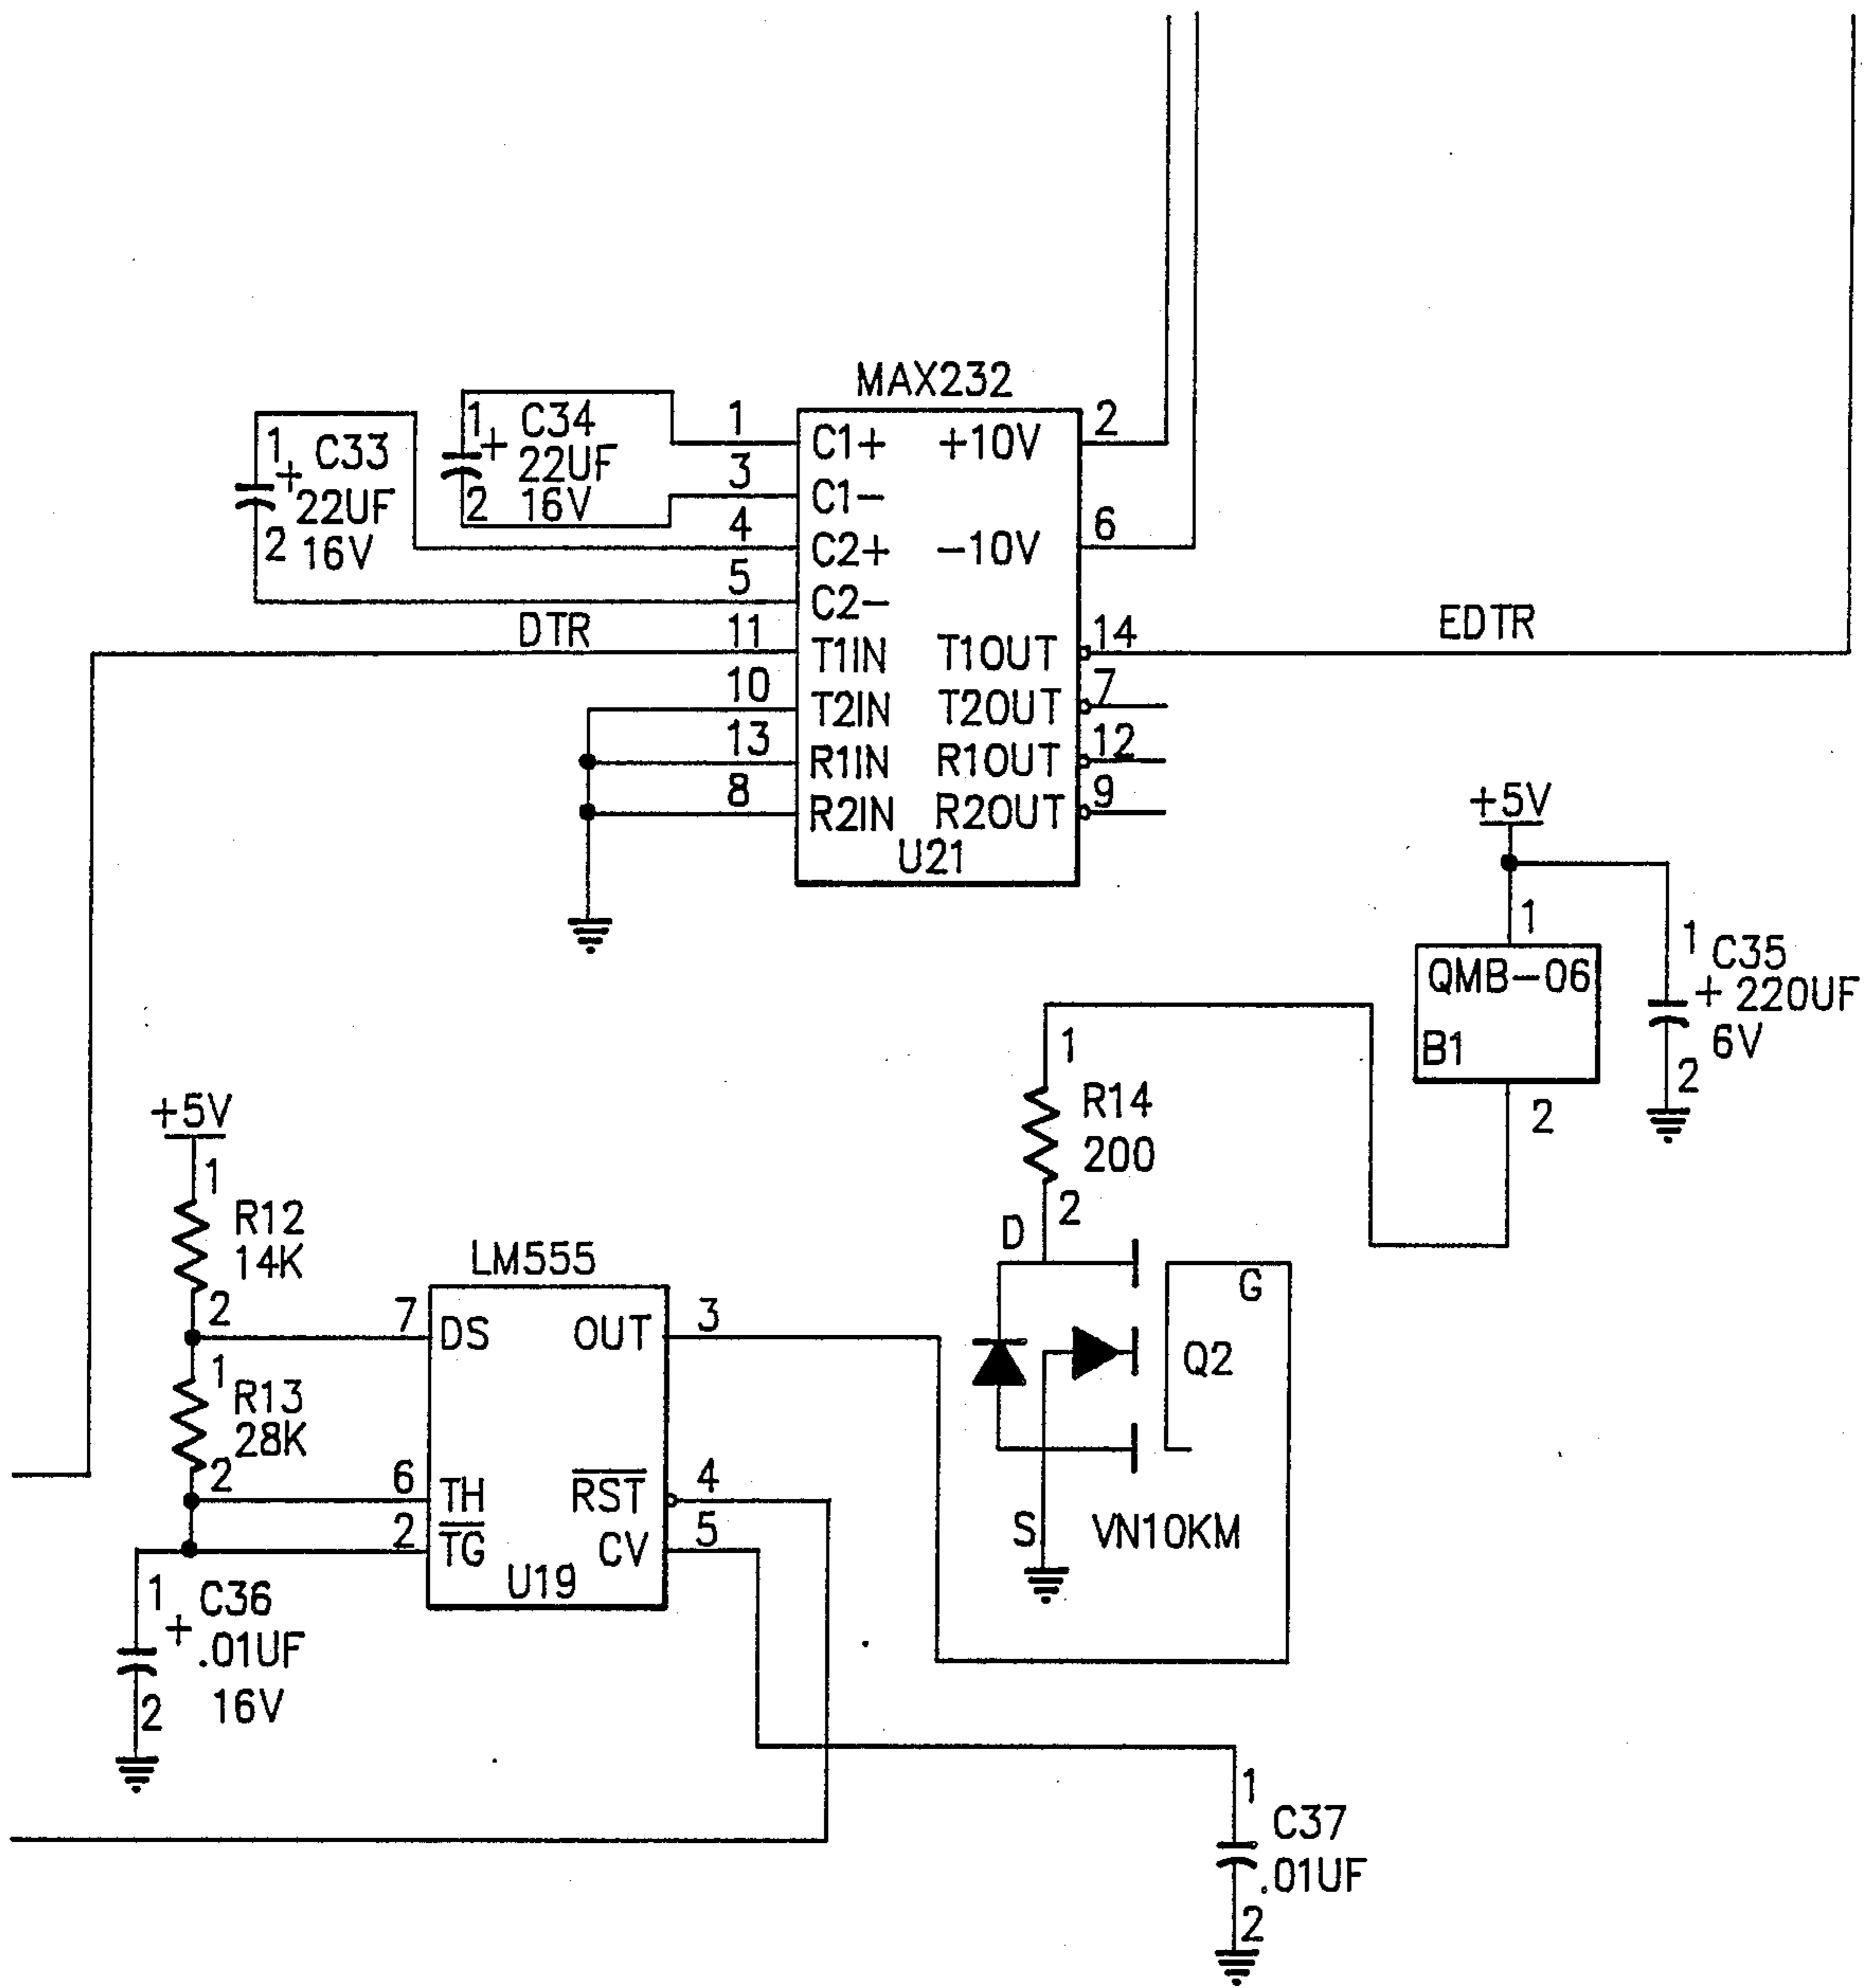 MAX232
1 C1+ +10V 2
3 C1-
4 C2+ -10V 6
5 C2-
DTR 11 T1IN T1OUT 14 EDTR
10 T2IN T2OUT 7
13 R1IN R1OUT 12
8 R2IN R2OUT 9
U21
1
+ C34
22UF
2 16V
1
+ C33
22UF
2 16V
+5V
1
QMB-06
B1
2
1 C35
+ 220UF
6V
2
1
R14
200
2
D
G
Q2
S VN10KM
+5V
1
R12
14K
2
1
R13
28K
2
LM555
7 DS OUT 3
6 TH RST 4
2 TG CV 5
U19
1 C36
+ .01UF
16V
2
1
C37
.01UF
2